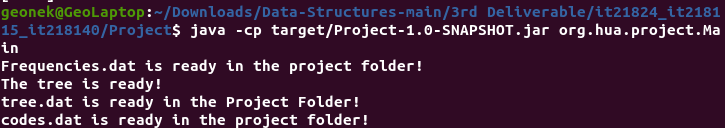 geonek@GeoLaptop:~/Downloads/Data-Structures-main/3rd Deliverable/it21824_it2181
15_it218140/Project$ java -cp target/Project-1.0-SNAPSHOT.jar org.hua.project.Ma
in
Frequencies.dat is ready in the project folder!
The tree is ready!
tree.dat is ready in the Project Folder!
codes.dat is ready in the project folder!